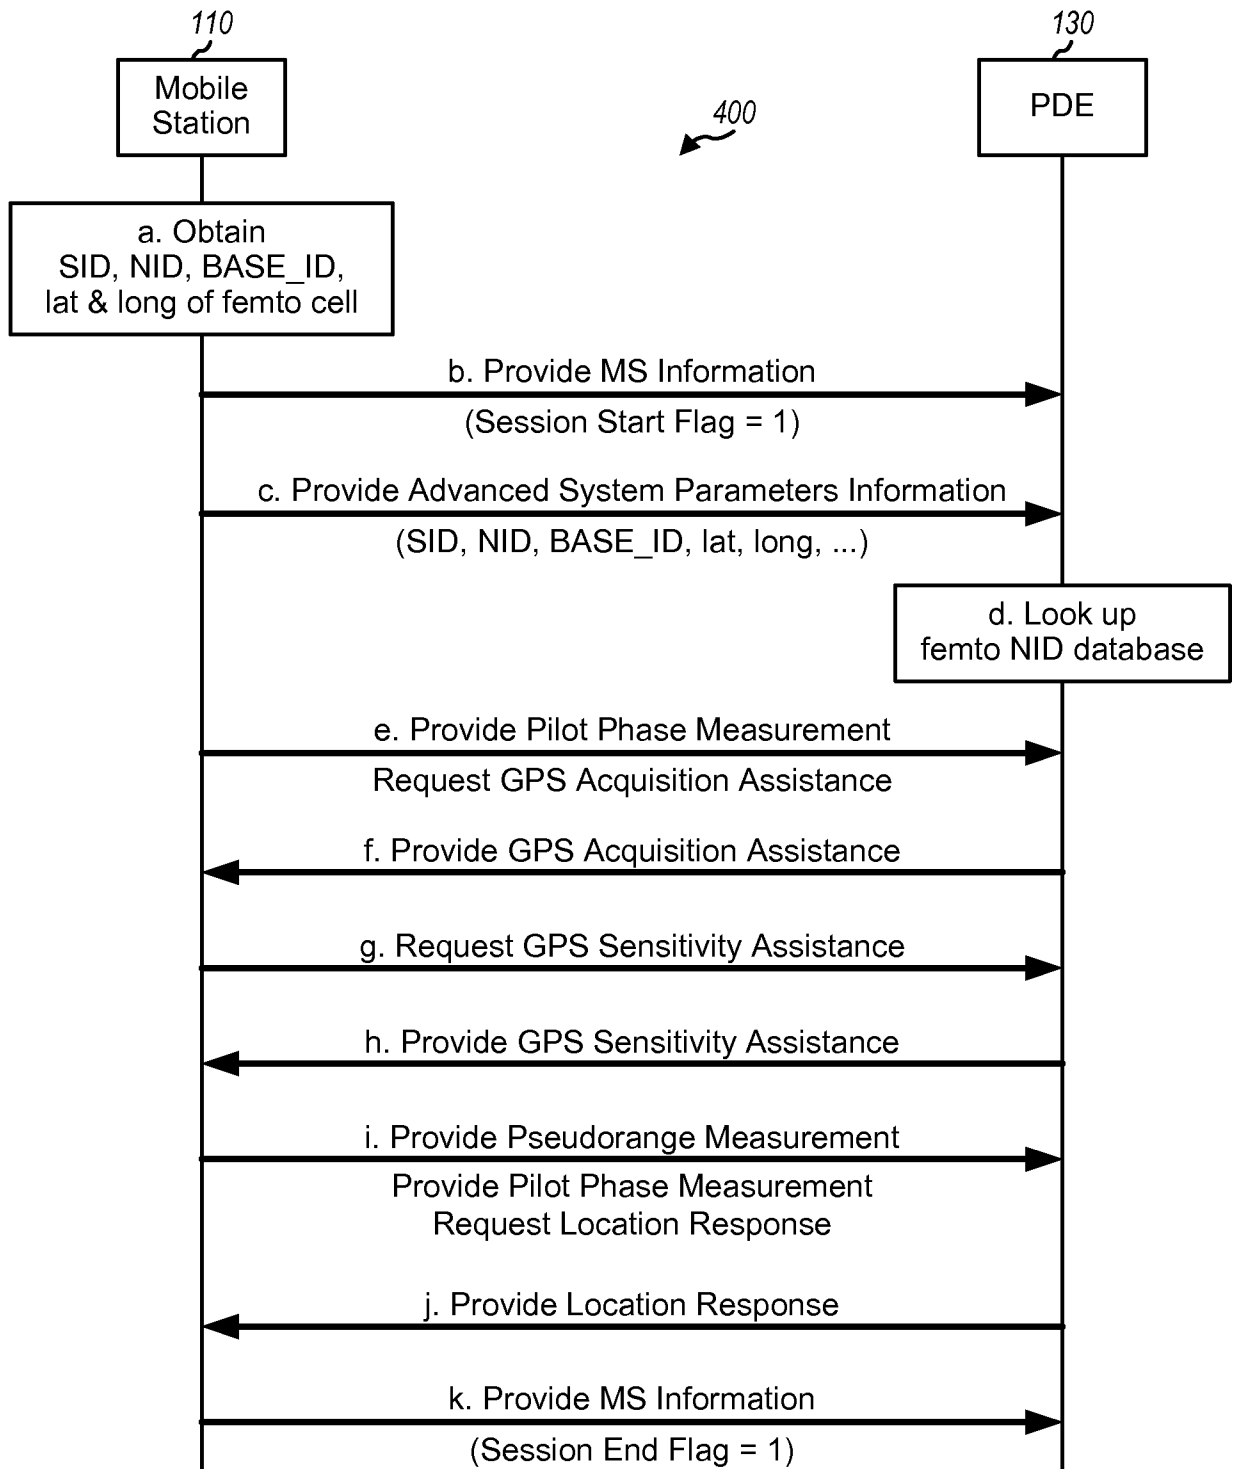 110
130
Mobile
Station
PDE
400
a. Obtain
SID, NID, BASE_ID,
lat & long of femto cell
b. Provide MS Information
(Session Start Flag = 1)
c. Provide Advanced System Parameters Information
(SID, NID, BASE_ID, lat, long, ...)
d. Look up
femto NID database
e. Provide Pilot Phase Measurement
Request GPS Acquisition Assistance
f. Provide GPS Acquisition Assistance
g. Request GPS Sensitivity Assistance
h. Provide GPS Sensitivity Assistance
i. Provide Pseudorange Measurement
Provide Pilot Phase Measurement
Request Location Response
j. Provide Location Response
k. Provide MS Information
(Session End Flag = 1)